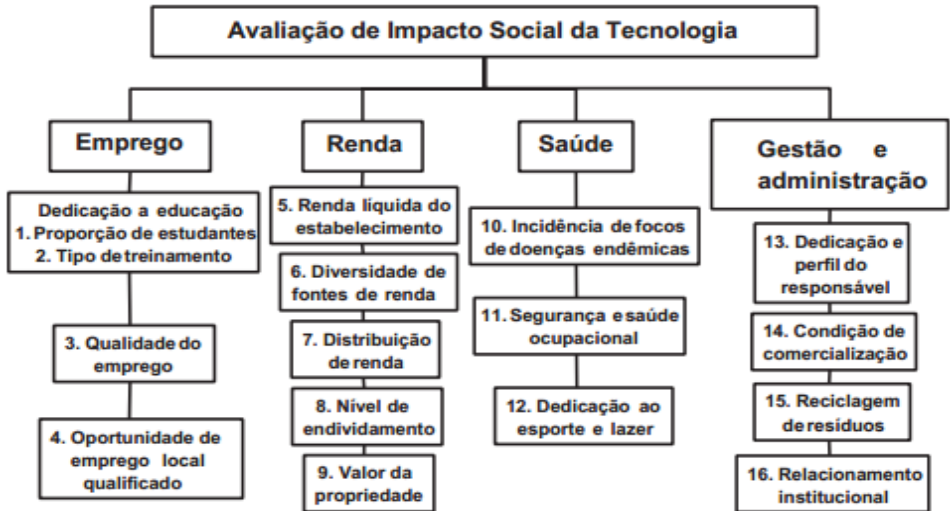 Avaliação de Impacto Social da Tecnologia
Emprego
Dedicação a educação
1. Proporção de estudantes
2. Tipo de treinamento
3. Qualidade do
emprego
4. Oportunidade de
emprego local
qualificado
Renda
5. Renda líquida do
estabelecimento
6. Diversidade de
fontes de renda
7. Distribuição
de renda
8. Nível de
endividamento
9. Valor da
propriedade
Saúde
10. Incidência de focos
de doenças endêmicas
11. Segurança e saúde
ocupacional
12. Dedicação ao
esporte e lazer
Gestão e
administração
13. Dedicação e
perfil do
responsável
14. Condição de
comercialização
15. Reciclagem
de resíduos
16. Relacionamento
institucional